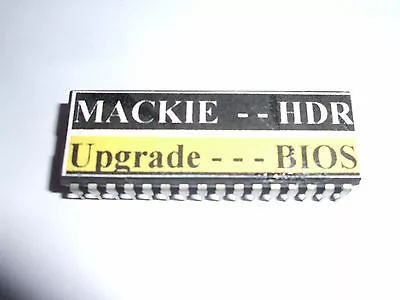 MACKIE -- HDR
Upgrade --- BIOS